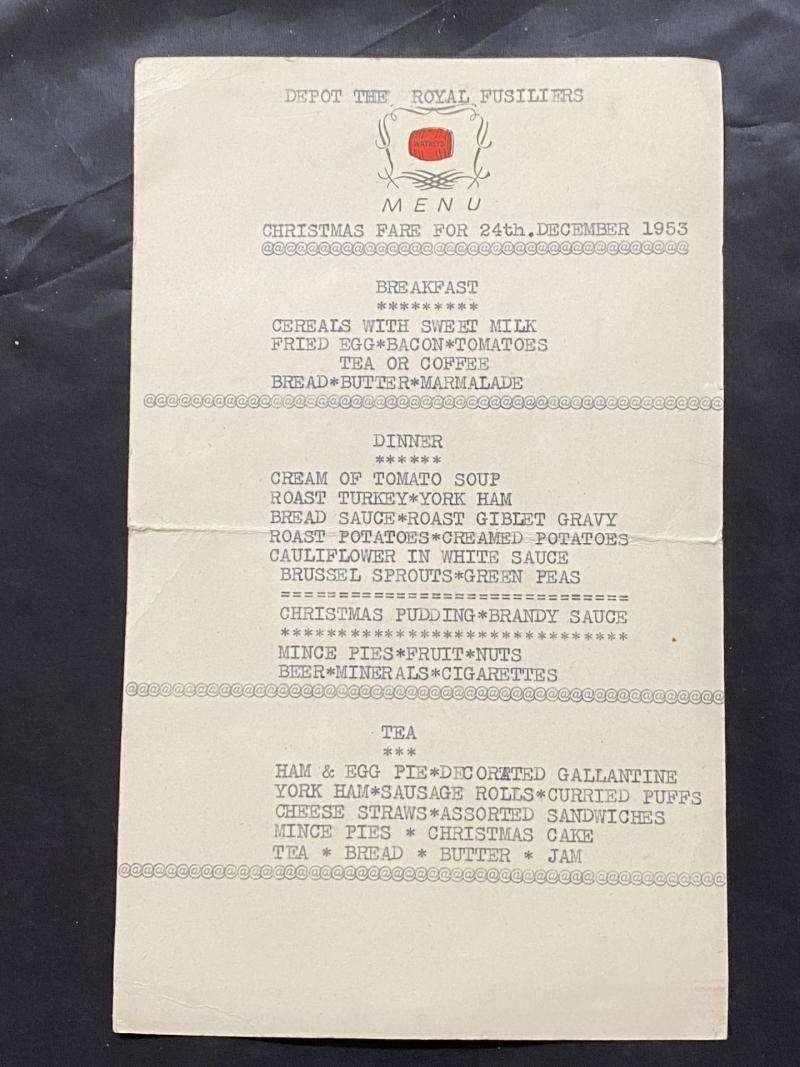 DEPOT THE ROYAL FUSILIERS
WATNEYS
MENU
CHRISTMAS FARE FOR 24th.DECEMBER 1953
@@@@@@@@@@@@@@@@@@@@@@@@@@@@@@@@@@@@@
BREAKFAST
*********
CEREALS WITH SWEET MILK
FRIED EGG*BACON*TOMATOES
TEA OR COFFEE
BREAD*BUTTER*MARMALADE
@@@@@@@@@@@@@@@@@@@@@@@@@@@@@@@@@@@@@@@@@@@@@@@@@@
DINNER
******
CREAM OF TOMATO SOUP
ROAST TURKEY*YORK HAM
BREAD SAUCE*ROAST GIBLET GRAVY
ROAST POTATOES*CREAMED POTATOES
CAULIFLOWER IN WHITE SAUCE
BRUSSEL SPROUTS*GREEN PEAS
==============================
CHRISTMAS PUDDING*BRANDY SAUCE
******************************
MINCE PIES*FRUIT*NUTS
BEER*MINERALS*CIGARETTES
@@@@@@@@@@@@@@@@@@@@@@@@@@@@@@@@@@@@@@@@@@@@@@@@@@
TEA
***
HAM & EGG PIE*DECORATED GALLANTINE
YORK HAM*SAUSAGE ROLLS*CURRIED PUFFS
CHEESE STRAWS*ASSORTED SANDWICHES
MINCE PIES * CHRISTMAS CAKE
TEA * BREAD * BUTTER * JAM
@@@@@@@@@@@@@@@@@@@@@@@@@@@@@@@@@@@@@@@@@@@@@@@@@@